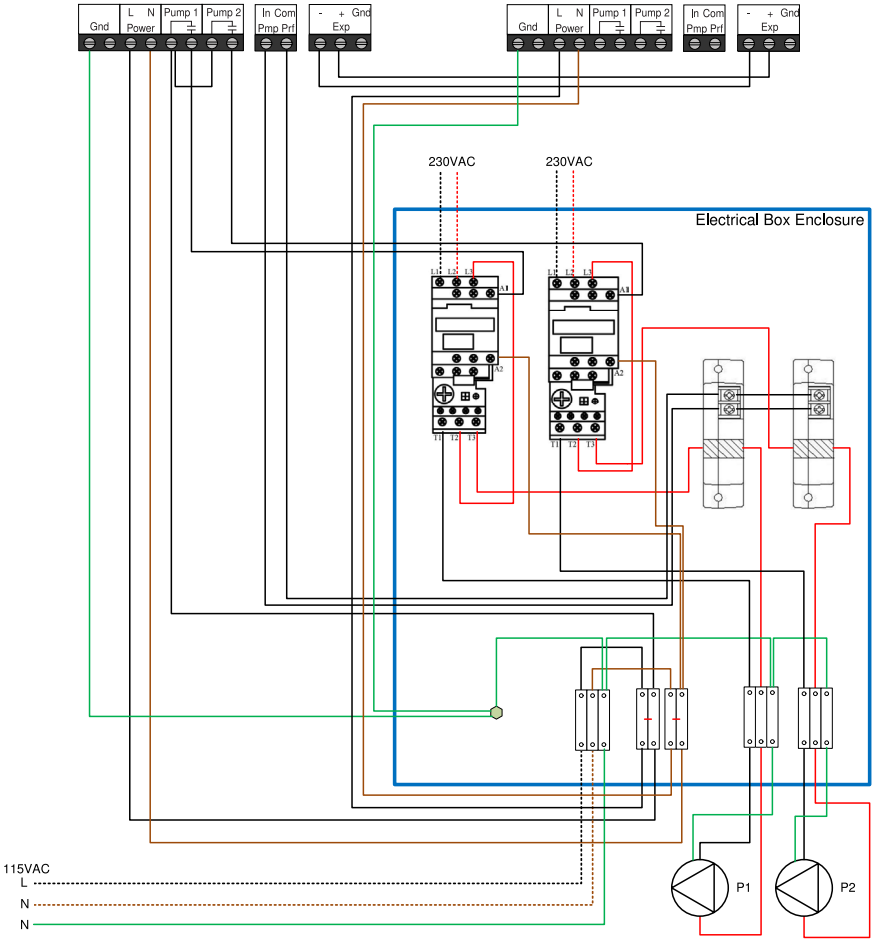 L N Pump 1 Pump 2 In Com - + Gnd L N Pump 1 Pump 2 In Com - + Gnd
Gnd Power Pmp Prf Exp Gnd Power Pmp Prf Exp
230VAC 230VAC
Electrical Box Enclosure
L1 L2 L3 L1 L2 L3
A1 A1
A2 A2
T1 T2 T3 T1 T2 T3
115VAC
L
P1 P2
N
N